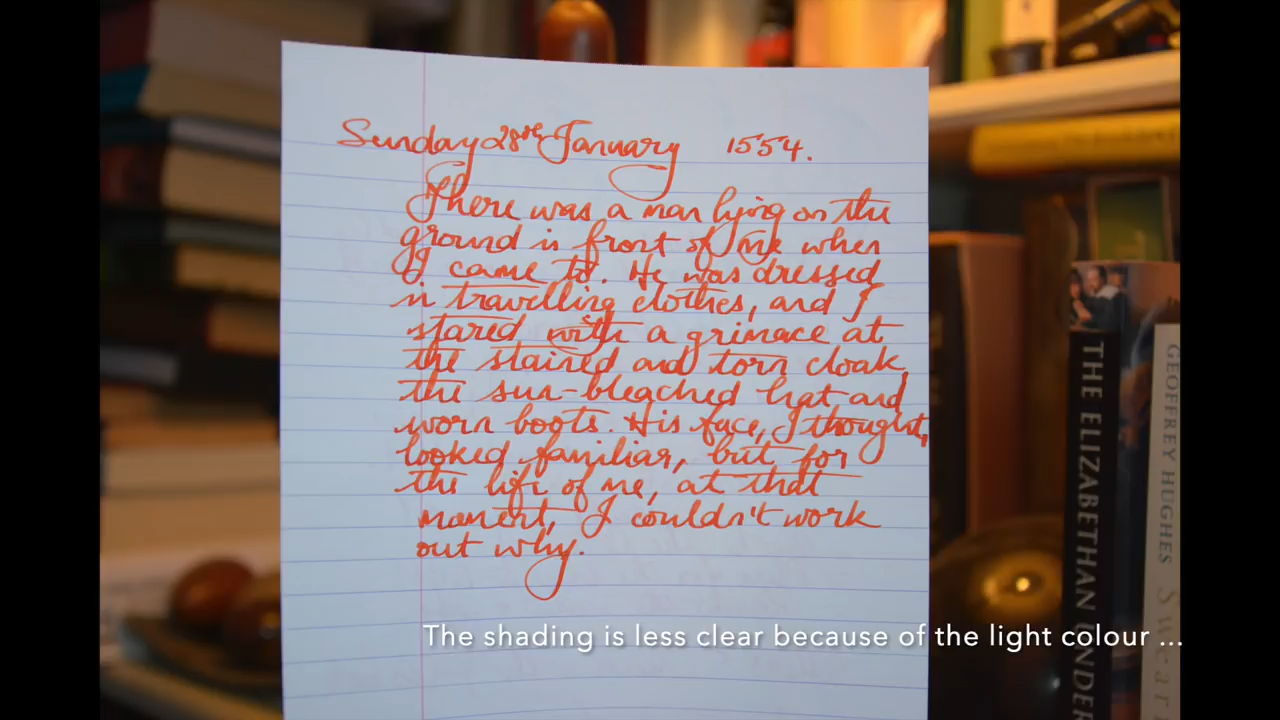 Sunday 28th January 1554.
There was a man lying on the
ground in front of me when
I came to. He was dressed
in travelling clothes, and I
stared with a grimace at
the stained and torn cloak,
the sun-bleached hat and
worn boots. His face, I thought,
looked familiar, but for
the life of me, at that
moment, I couldn't work
out why.
The shading is less clear because of the light colour ...
THE ELIZABETHAN UNDER
GEOFFREY HUGHES